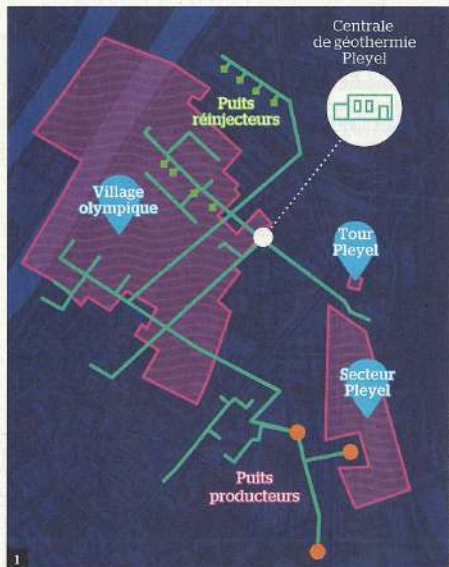 Centrale
de géothermie
Pleyel
Puits
réinjecteurs
Village
olympique
Tour
Pleyel
Secteur
Pleyel
Puits
producteurs
1